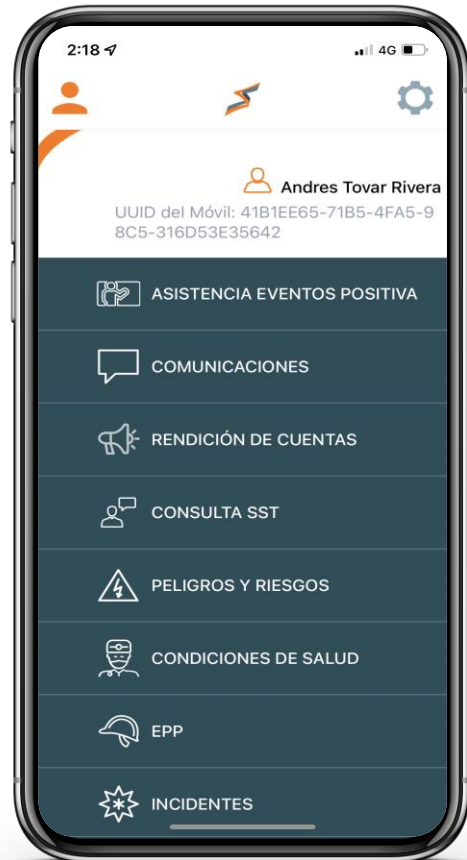 2:18
4G
Andres Tovar Rivera
UUID del Móvil: 41B1EE65-71B5-4FA5-9
8C5-316D53E35642
ASISTENCIA EVENTOS POSITIVA
COMUNICACIONES
RENDICIÓN DE CUENTAS
CONSULTA SST
PELIGROS Y RIESGOS
CONDICIONES DE SALUD
EPP
INCIDENTES